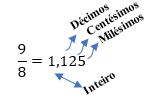 Décimos
Centésimos
Milésimos
9/8 = 1,125
Inteiro